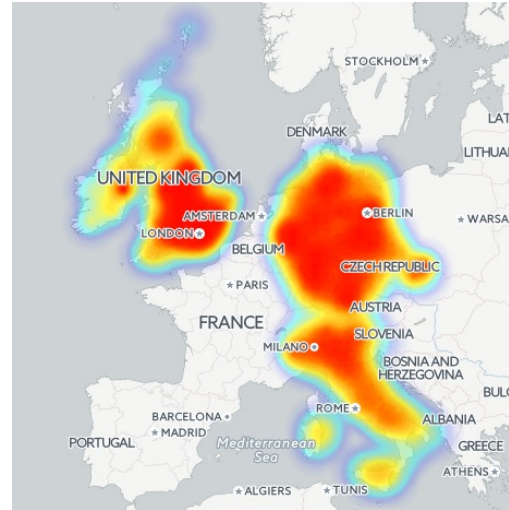 STOCKHOLM
LAT
DENMARK
LITHUAN
UNITED KINGDOM
AMSTERDAM
BERLIN
WARSA
LONDON
BELGIUM
CZECH REPUBLIC
PARIS
AUSTRIA
FRANCE
SLOVENIA
MILANO
BOSNIA AND
HERZEGOVINA
BULG
ROME
BARCELONA
ALBANIA
PORTUGAL
MADRID
Mediterranean
Sea
GREECE
ATHENS
ALGIERS
TUNIS